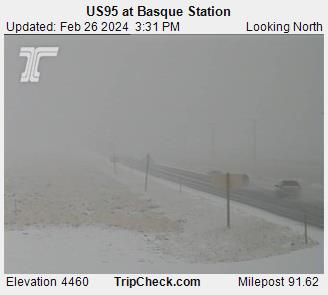 US95 at Basque Station
Updated: Feb 26 2024 3:31 PM Looking North
Elevation 4460 TripCheck.com Milepost 91.62